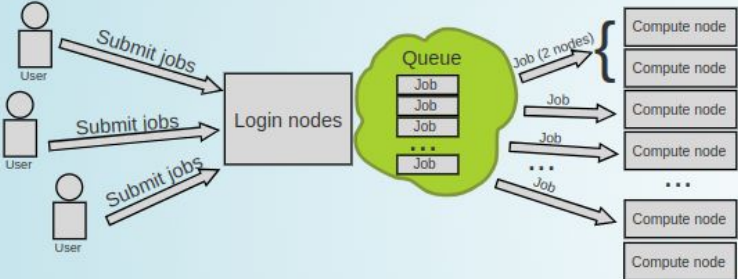 User
Submit jobs
User
Submit jobs
User
Submit jobs
Login nodes
Queue
Job
Job
Job
...
Job
Job (2 nodes)
Job
Job
...
Job
Compute node
Compute node
Compute node
Compute node
...
Compute node
Compute node